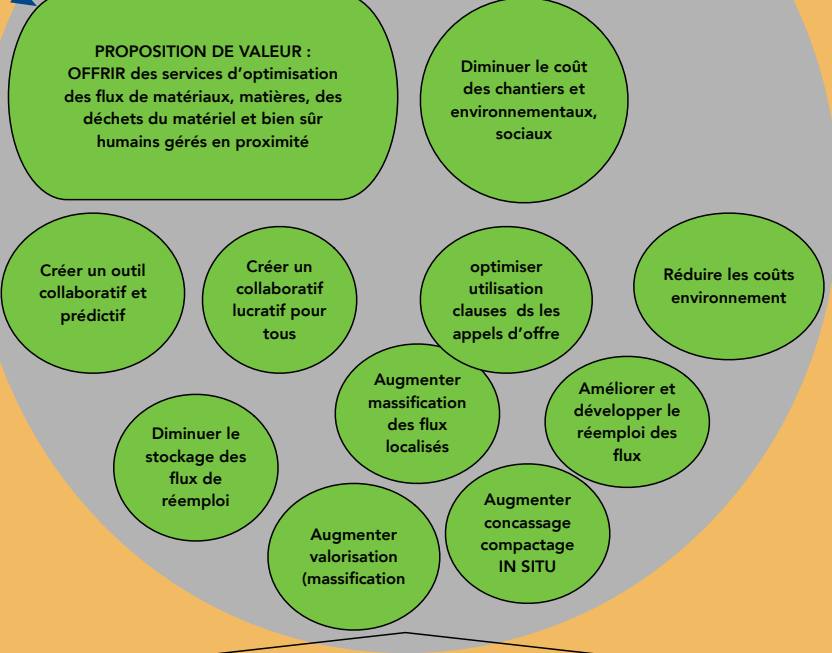 PROPOSITION DE VALEUR :
OFFRIR des services d’optimisation
des flux de matériaux, matières, des
déchets du matériel et bien sûr
humains gérés en proximité
Diminuer le coût
des chantiers et
environnementaux,
sociaux
Créer un outil
collaboratif et
prédictif
Créer un
collaboratif
lucratif pour
tous
optimiser
utilisation
clauses  ds les
appels d’offre
Réduire les coûts
environnement
Augmenter
massification
des flux
localisés
Améliorer et
développer le
réemploi des
flux
Diminuer le
stockage des
flux de
réemploi
Augmenter
valorisation
(massification
Augmenter
concassage
compactage
IN SITU